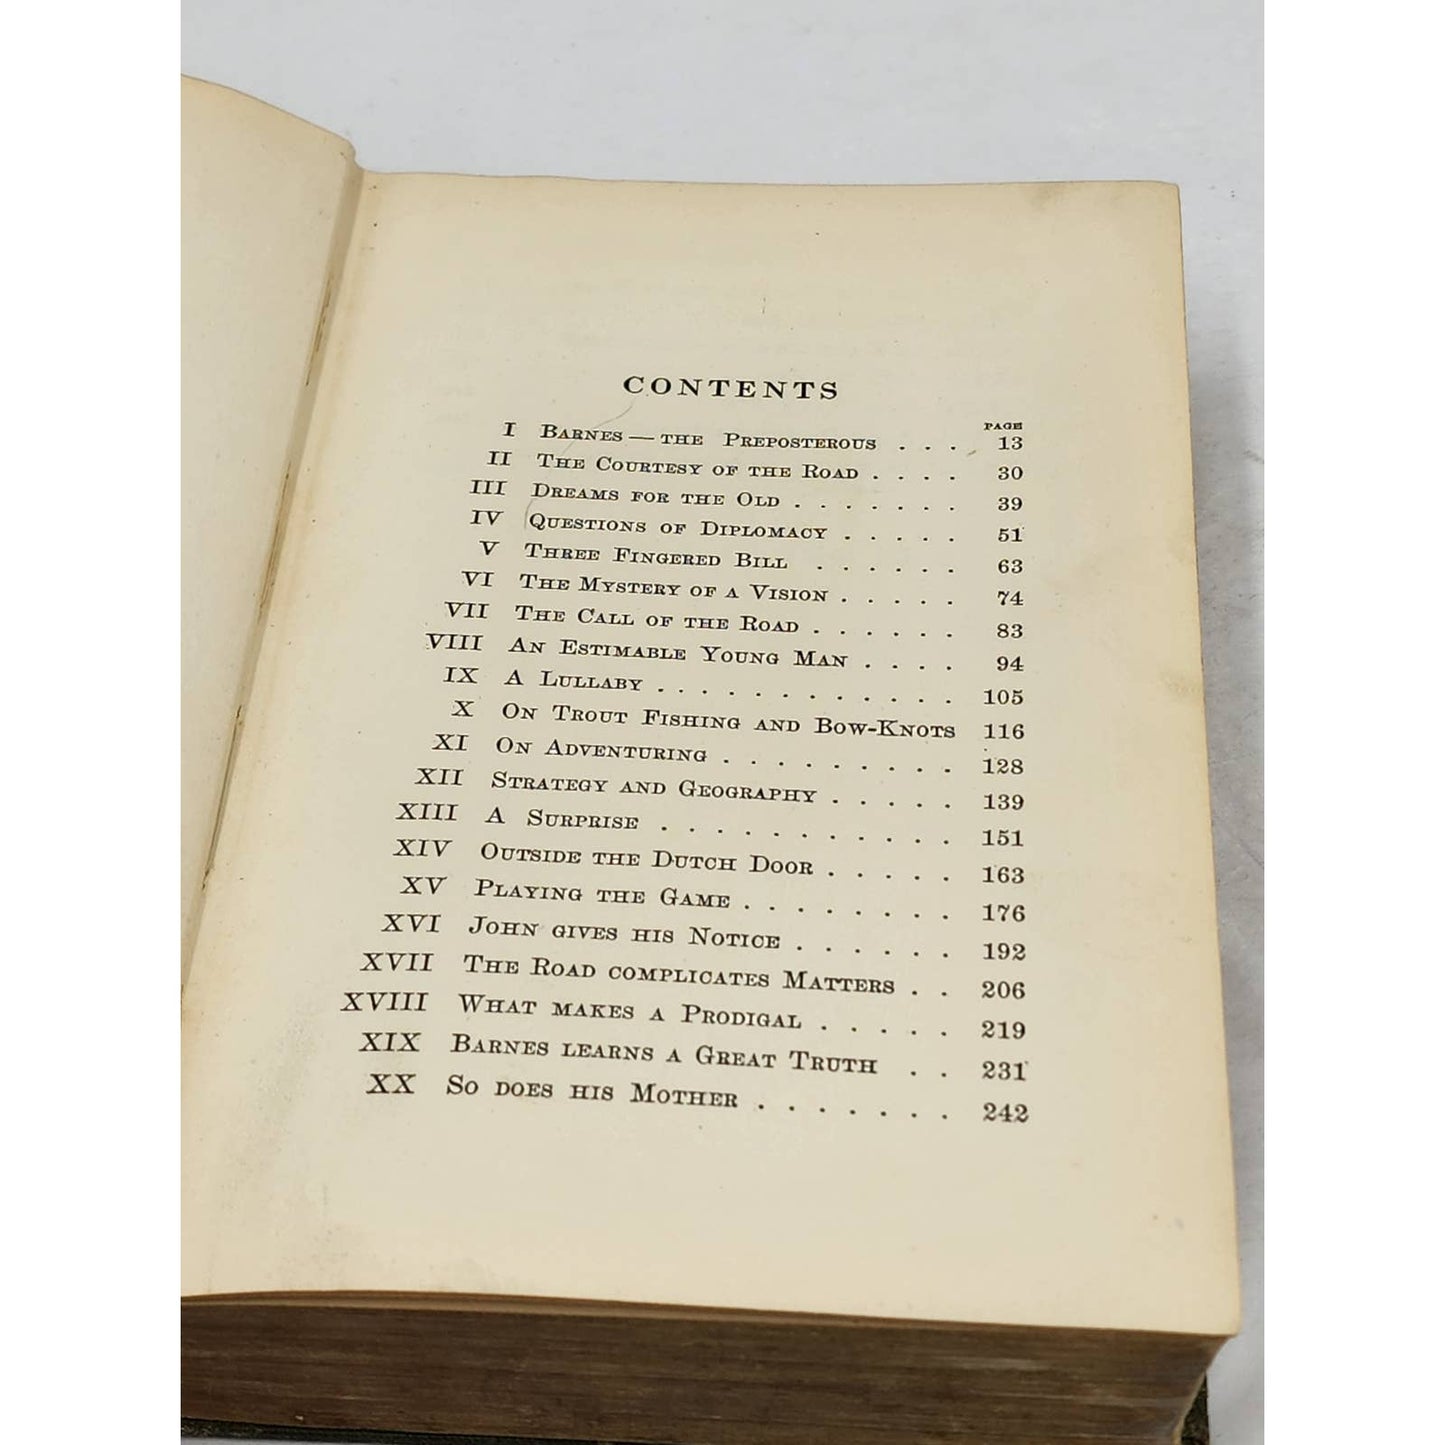 CONTENTS
PAGE
I BARNES — THE PREPOSTEROUS . . . 13
II THE COURTESY OF THE ROAD . . . . 30
III DREAMS FOR THE OLD . . . . . . . 39
IV QUESTIONS OF DIPLOMACY . . . . . 51
V THREE FINGERED BILL . . . . . . 63
VI THE MYSTERY OF A VISION . . . . . 74
VII THE CALL OF THE ROAD . . . . . . 83
VIII AN ESTIMABLE YOUNG MAN . . . . 94
IX A LULLABY . . . . . . . . . . . . 105
X ON TROUT FISHING AND BOW-KNOTS 116
XI ON ADVENTURING . . . . . . . . . 128
XII STRATEGY AND GEOGRAPHY . . . . . 139
XIII A SURPRISE . . . . . . . . . . . 151
XIV OUTSIDE THE DUTCH DOOR . . . . . 163
XV PLAYING THE GAME . . . . . . . . 176
XVI JOHN GIVES HIS NOTICE . . . . . . 192
XVII THE ROAD COMPLICATES MATTERS . . 206
XVIII WHAT MAKES A PRODIGAL . . . . . 219
XIX BARNES LEARNS A GREAT TRUTH . . 231
XX SO DOES HIS MOTHER . . . . . . . 242